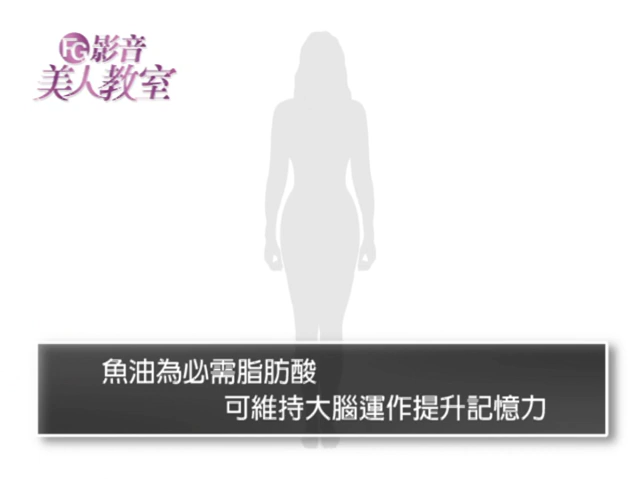 FG影音
美人教室
魚油為必需脂肪酸
可維持大腦運作提升記憶力